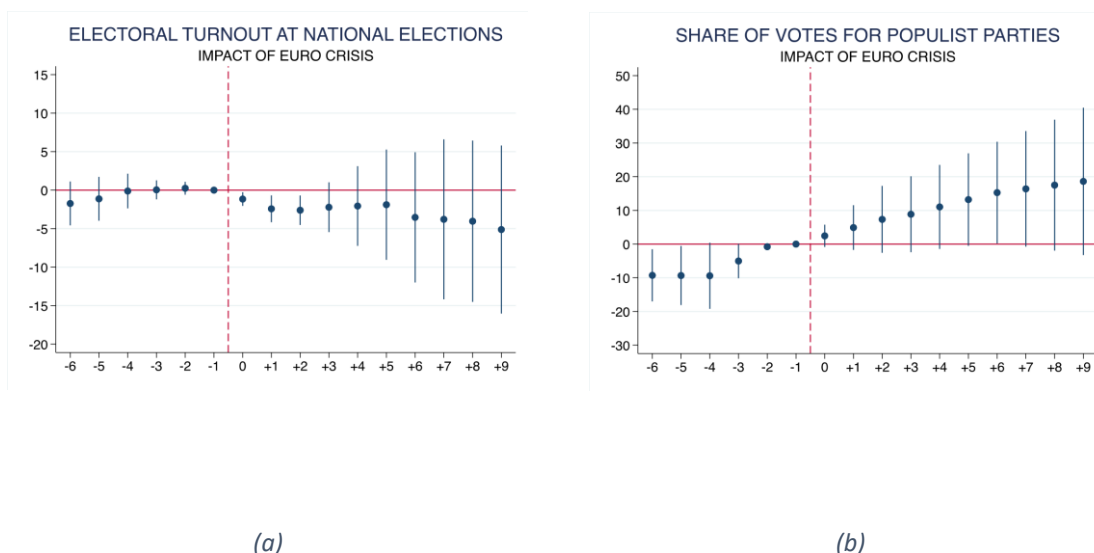 ELECTORAL TURNOUT AT NATIONAL ELECTIONS
IMPACT OF EURO CRISIS
15
10
5
0
-5
-10
-15
-20
-6 -5 -4 -3 -2 -1 0 +1 +2 +3 +4 +5 +6 +7 +8 +9
(a)
SHARE OF VOTES FOR POPULIST PARTIES
IMPACT OF EURO CRISIS
50
40
30
20
10
0
-10
-20
-30
-6 -5 -4 -3 -2 -1 0 +1 +2 +3 +4 +5 +6 +7 +8 +9
(b)